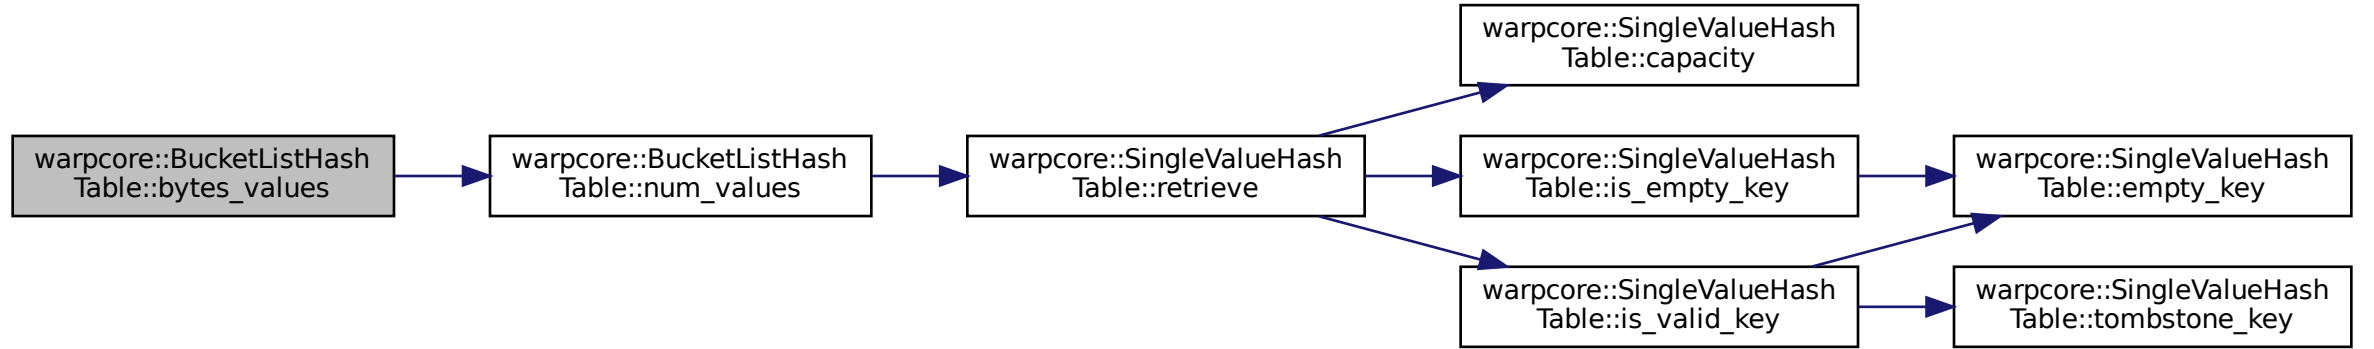 warpcore::BucketListHash
Table::bytes_values
warpcore::BucketListHash
Table::num_values
warpcore::SingleValueHash
Table::retrieve
warpcore::SingleValueHash
Table::capacity
warpcore::SingleValueHash
Table::is_empty_key
warpcore::SingleValueHash
Table::is_valid_key
warpcore::SingleValueHash
Table::empty_key
warpcore::SingleValueHash
Table::tombstone_key